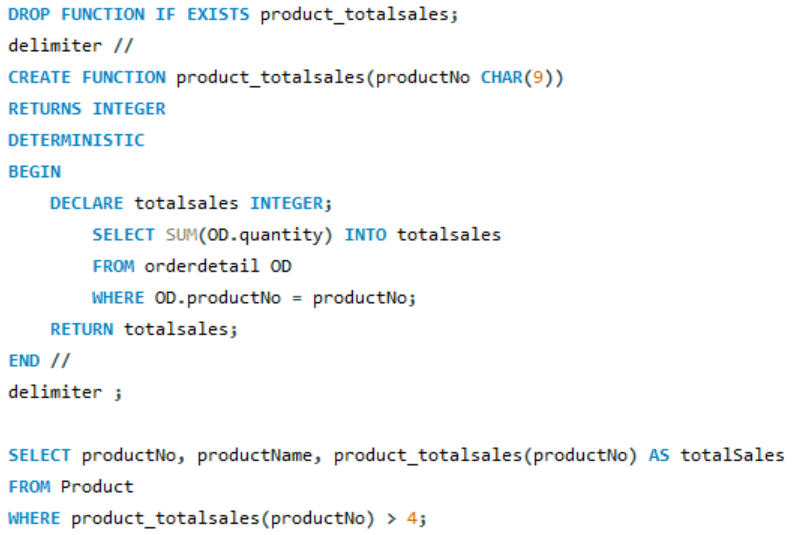 DROP FUNCTION IF EXISTS product_totalsales;
delimiter //
CREATE FUNCTION product_totalsales(productNo CHAR(9))
RETURNS INTEGER
DETERMINISTIC
BEGIN
    DECLARE totalsales INTEGER;
        SELECT SUM(OD.quantity) INTO totalsales
        FROM orderdetail OD
        WHERE OD.productNo = productNo;
    RETURN totalsales;
END //
delimiter ;

SELECT productNo, productName, product_totalsales(productNo) AS totalSales
FROM Product
WHERE product_totalsales(productNo) > 4;